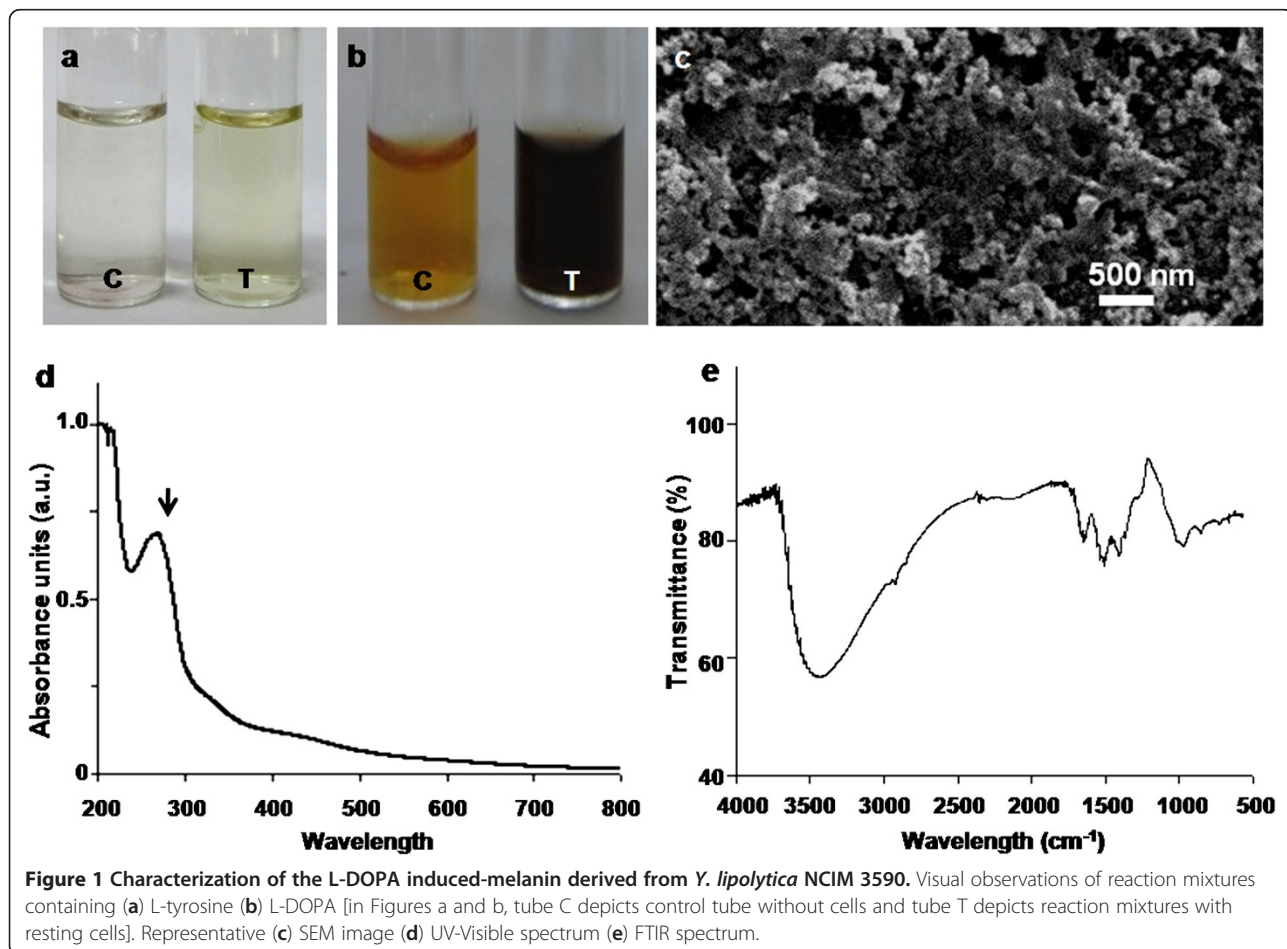 a
C
T
b
C
T
c
500 nm
d
1.0
0.5
0
200 300 400 500 600 700 800
Absorbance units (a.u.)
Wavelength
e
100
80
60
40
4000 3500 3000 2500 2000 1500 1000 500
Transmittance (%)
Wavelength (cm⁻¹)
Figure 1 Characterization of the L-DOPA induced-melanin derived from Y. lipolytica NCIM 3590. Visual observations of reaction mixtures
containing (a) L-tyrosine (b) L-DOPA [in Figures a and b, tube C depicts control tube without cells and tube T depicts reaction mixtures with
resting cells]. Representative (c) SEM image (d) UV-Visible spectrum (e) FTIR spectrum.